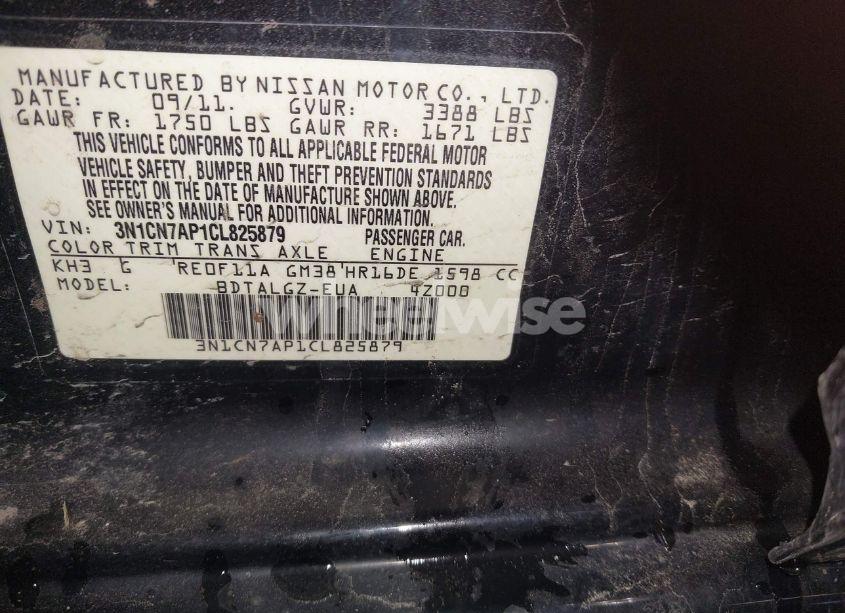 MANUFACTURED BY NISSAN MOTOR CO., LTD.
DATE: 09/11. GVWR: 3388 LBS
GAWR FR: 1750 LBS GAWR RR: 1671 LBS
THIS VEHICLE CONFORMS TO ALL APPLICABLE FEDERAL MOTOR
VEHICLE SAFETY, BUMPER AND THEFT PREVENTION STANDARDS
IN EFFECT ON THE DATE OF MANUFACTURE SHOWN ABOVE.
SEE OWNER'S MANUAL FOR ADDITIONAL INFORMATION.
VIN: 3N1CN7AP1CL825879 PASSENGER CAR.
COLOR TRIM TRANS AXLE ENGINE
KH3 G RE0F11A GM38 HR16DE 1598 CC
MODEL: BDTALGZ-EUA 4Z000
wheelwise
3N1CN7AP1CL825879